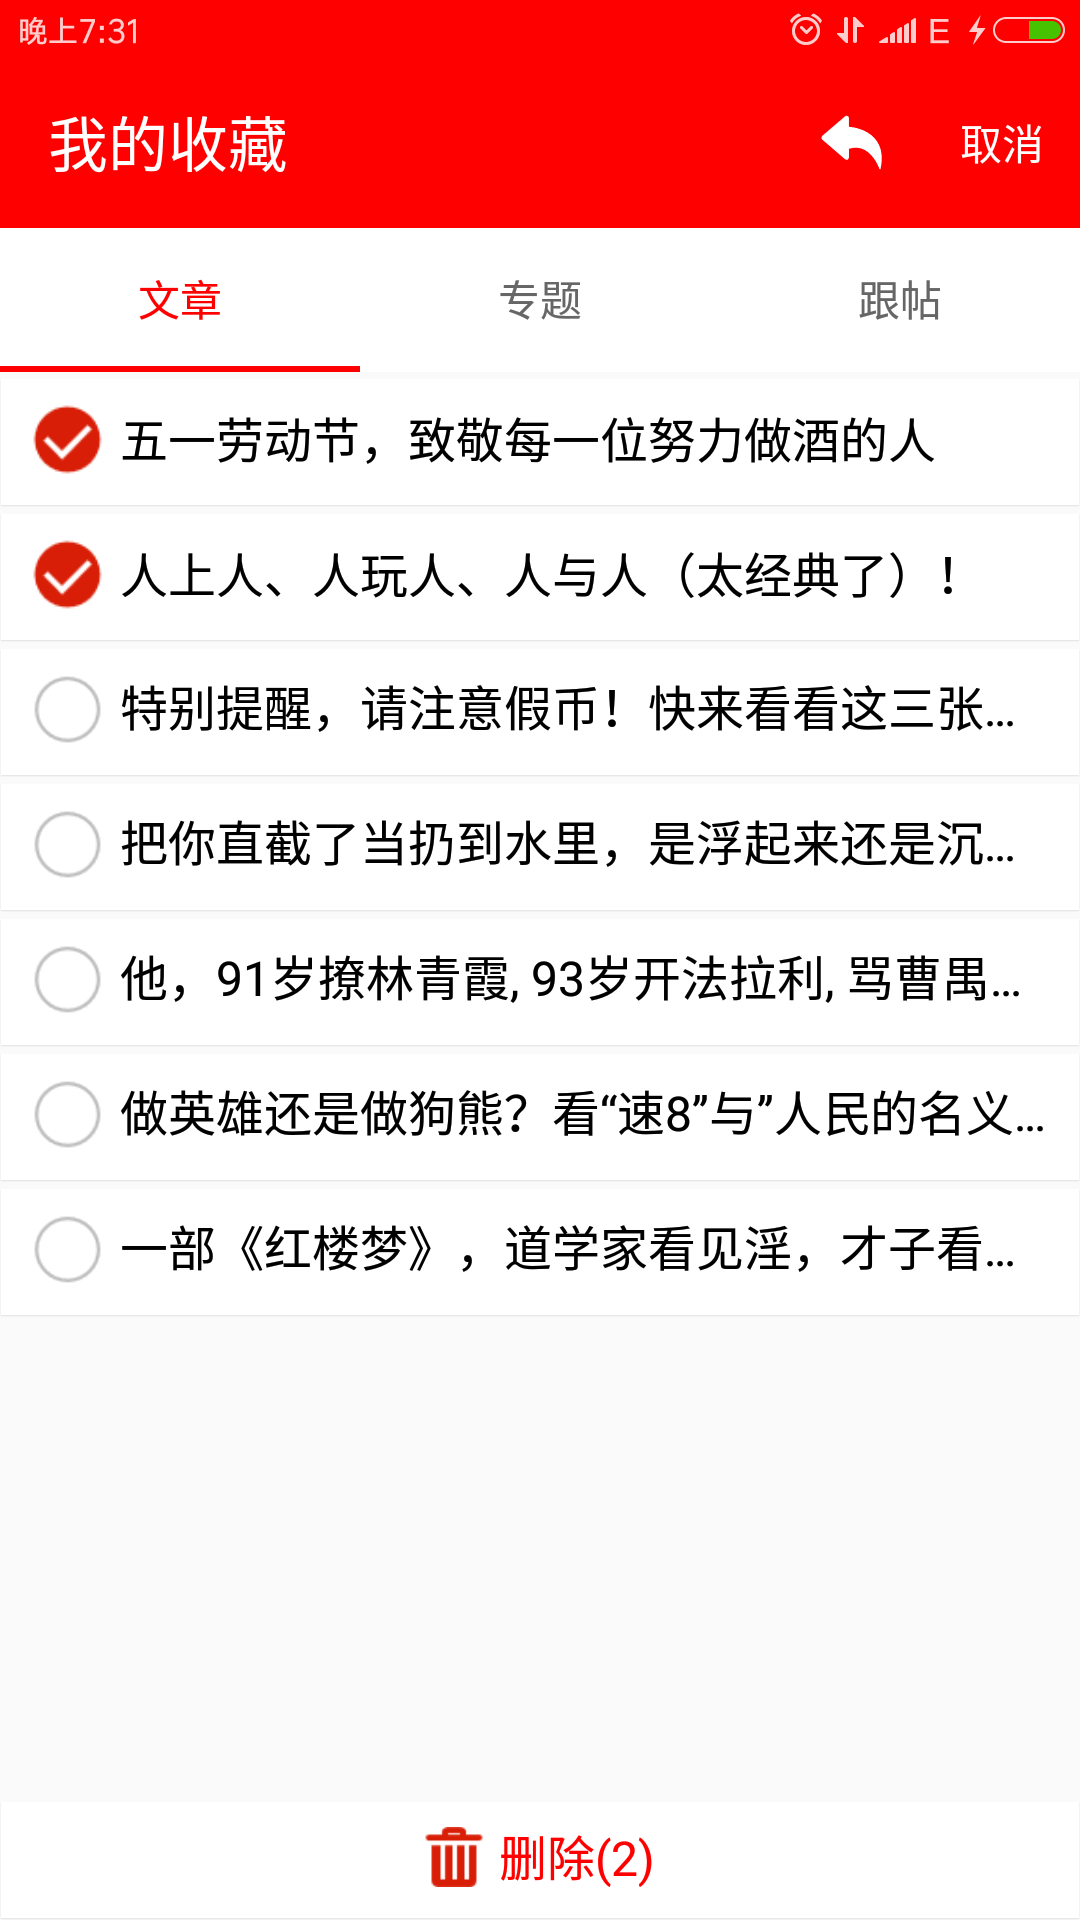 晚上7:31 E
我的收藏 取消
文章 专题 跟帖
五一劳动节，致敬每一位努力做酒的人
人上人、人玩人、人与人（太经典了）！
特别提醒，请注意假币！快来看看这三张...
把你直截了当扔到水里，是浮起来还是沉...
他，91岁撩林青霞, 93岁开法拉利, 骂曹禺...
做英雄还是做狗熊？看“速8”与”人民的名义...
一部《红楼梦》，道学家看见淫，才子看...
删除(2)